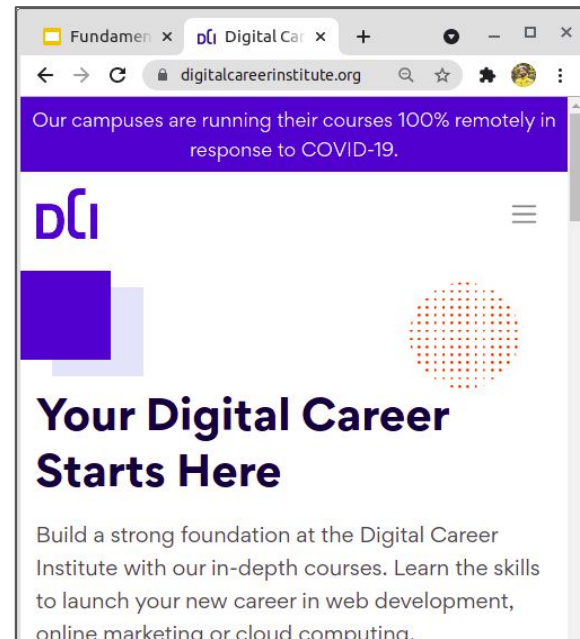 Fundamen
DCI Digital Car
digitalcareerinstitute.org
Our campuses are running their courses 100% remotely in
response to COVID-19.
DCI
Your Digital Career
Starts Here
Build a strong foundation at the Digital Career
Institute with our in-depth courses. Learn the skills
to launch your new career in web development,
online marketing or cloud computing.